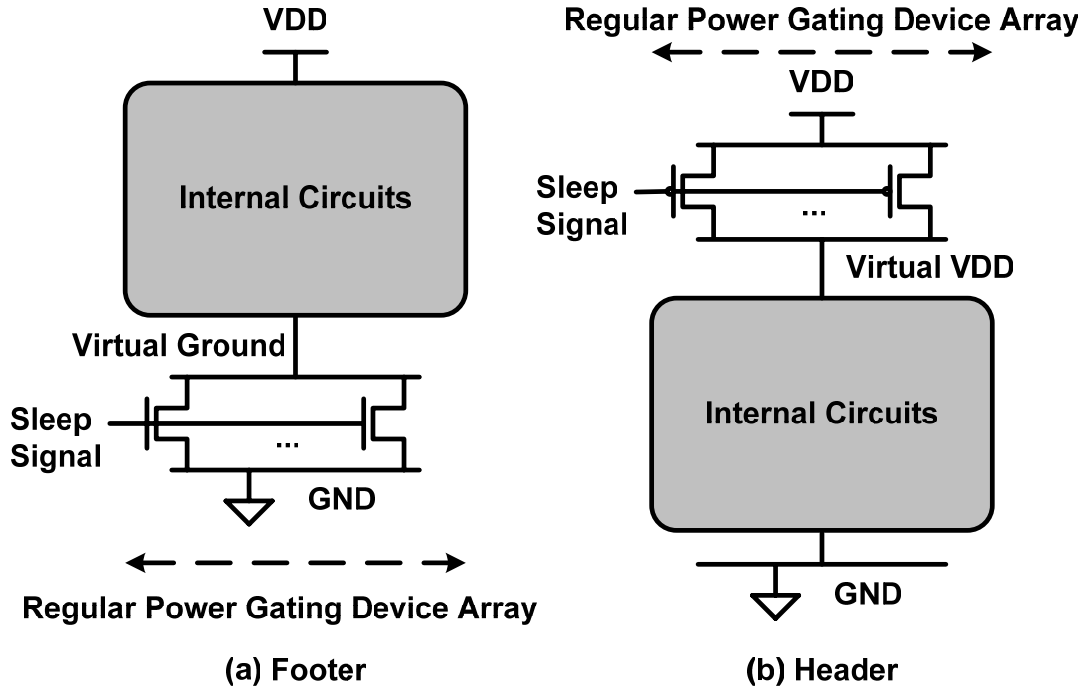 VDD
Internal Circuits
Virtual Ground
Sleep
Signal
...
GND
Regular Power Gating Device Array
(a) Footer
Regular Power Gating Device Array
VDD
Sleep
Signal
...
Virtual VDD
Internal Circuits
GND
(b) Header